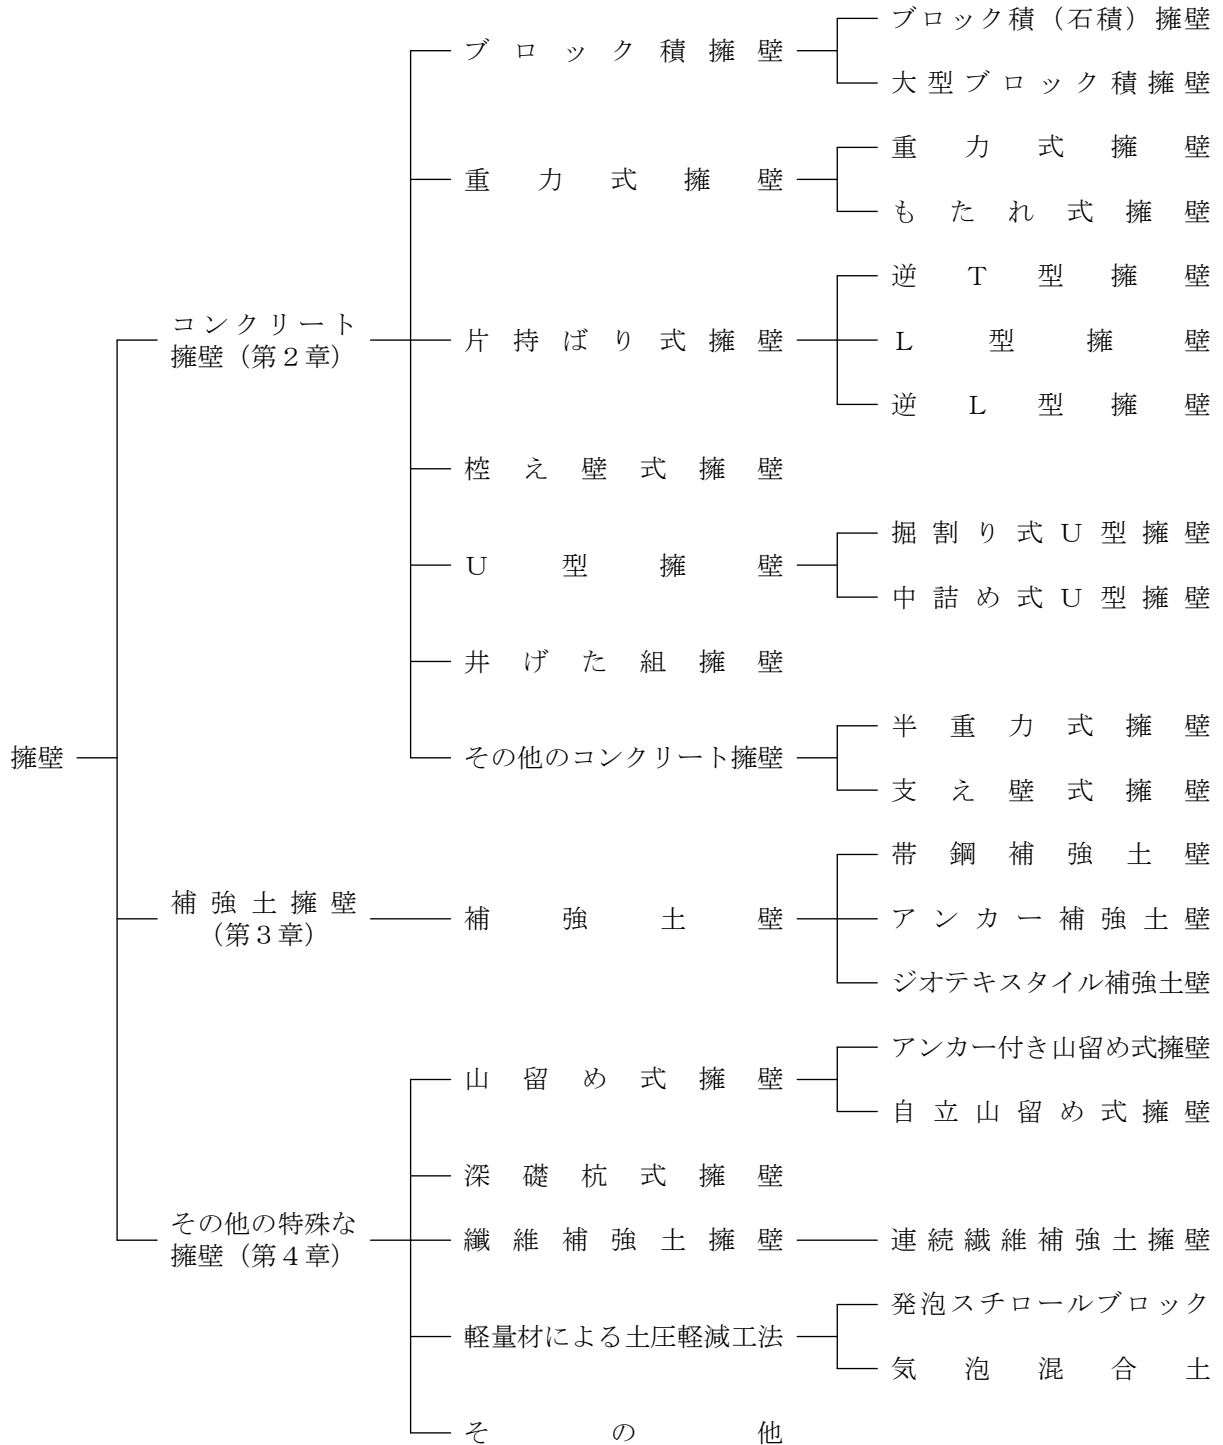 ブロック積（石積）擁壁
ブロック積擁壁
大型ブロック積擁壁
重力式擁壁
重力式擁壁
もたれ式擁壁
逆Ｔ型擁壁
コンクリート
擁壁（第２章）
片持ばり式擁壁
Ｌ型擁壁
逆Ｌ型擁壁
控え壁式擁壁
掘割り式Ｕ型擁壁
Ｕ型擁壁
中詰め式Ｕ型擁壁
井げた組擁壁
半重力式擁壁
擁壁
その他のコンクリート擁壁
支え壁式擁壁
帯鋼補強土壁
補強土擁壁
（第３章）
補強土壁
アンカー補強土壁
ジオテキスタイル補強土壁
アンカー付き山留め式擁壁
山留め式擁壁
自立山留め式擁壁
深礎杭式擁壁
その他の特殊な
擁壁（第４章）
繊維補強土擁壁
連続繊維補強土擁壁
発泡スチロールブロック
軽量材による土圧軽減工法
気泡混合土
その他